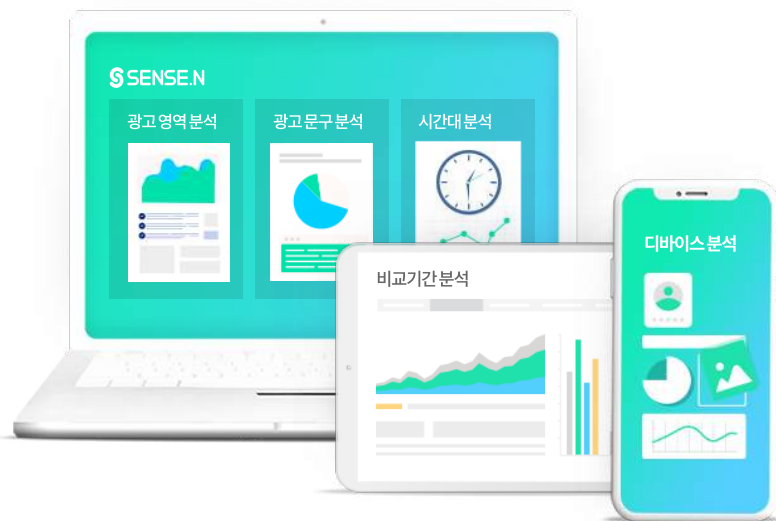 SENSE.N
광고 영역 분석
광고 문구 분석
시간대 분석
비교기간 분석
디바이스 분석